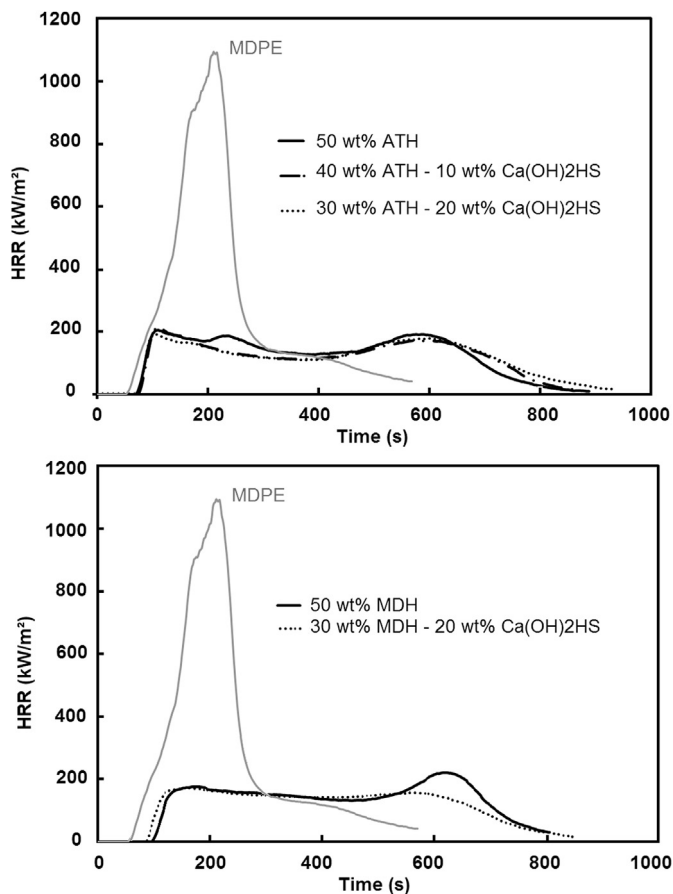 1200
1000
800
600
400
200
0
HRR (kW/m²)
MDPE
50 wt% ATH
40 wt% ATH - 10 wt% Ca(OH)2HS
30 wt% ATH - 20 wt% Ca(OH)2HS
0 200 400 600 800 1000
Time (s)
1200
1000
800
600
400
200
0
HRR (kW/m²)
MDPE
50 wt% MDH
30 wt% MDH - 20 wt% Ca(OH)2HS
0 200 400 600 800 1000
Time (s)